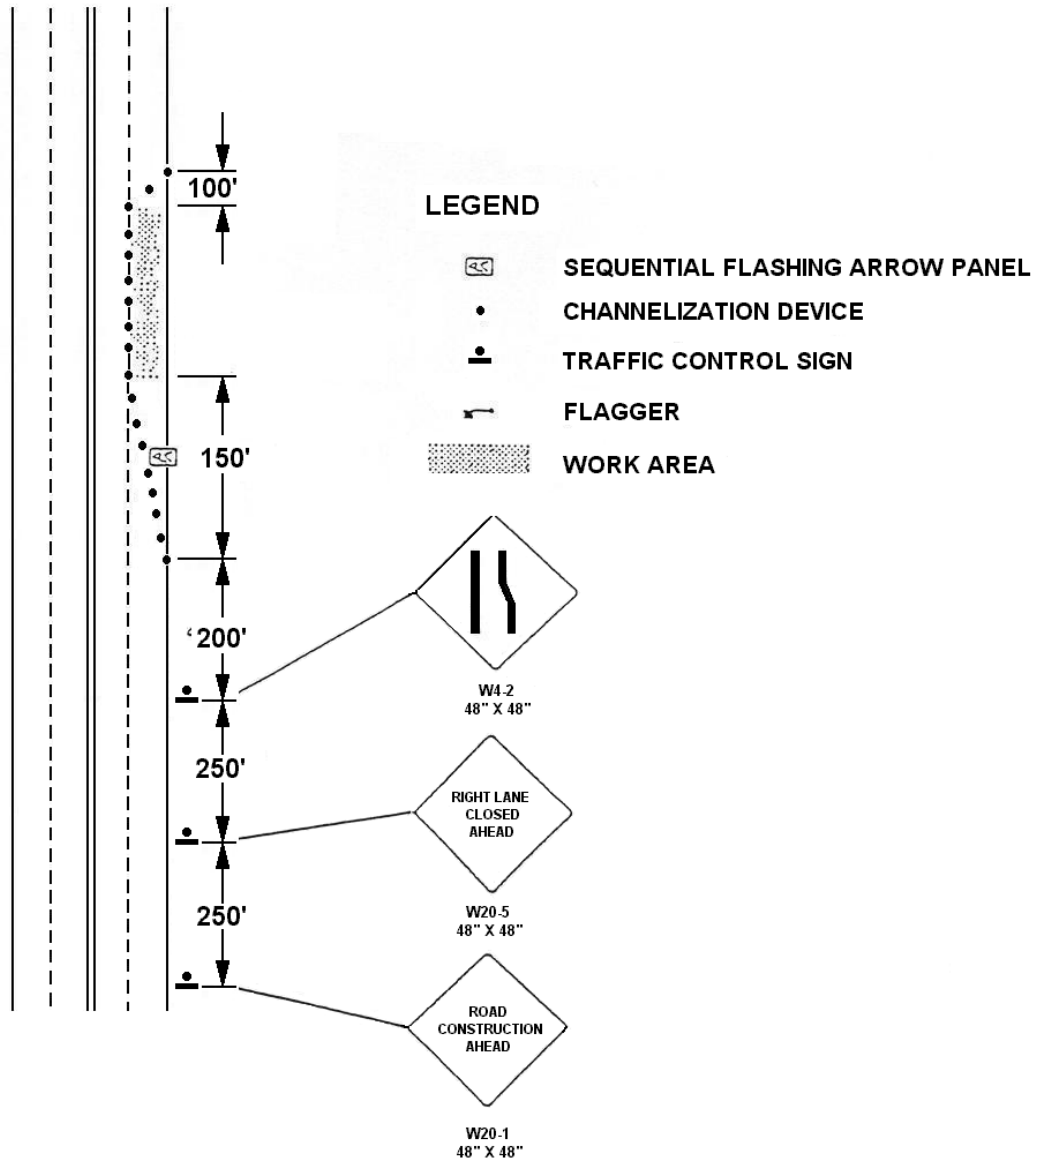 100'
LEGEND
SEQUENTIAL FLASHING ARROW PANEL
CHANNELIZATION DEVICE
TRAFFIC CONTROL SIGN
FLAGGER
WORK AREA
150'
200'
W4-2
48" X 48"
250'
RIGHT LANE
CLOSED
AHEAD
W20-5
48" X 48"
250'
ROAD
CONSTRUCTION
AHEAD
W20-1
48" X 48"